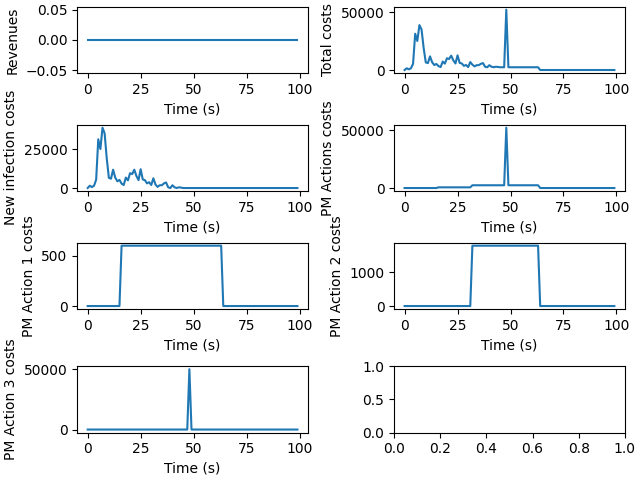 Revenues
0.05
0.00
−0.05
0 25 50 75 100
Time (s)
Total costs
50000
0
0 25 50 75 100
Time (s)
New infection costs
25000
0
0 25 50 75 100
Time (s)
PM Actions costs
50000
0
0 25 50 75 100
Time (s)
PM Action 1 costs
500
0
0 25 50 75 100
Time (s)
PM Action 2 costs
1000
0
0 25 50 75 100
Time (s)
PM Action 3 costs
50000
0
0 25 50 75 100
Time (s)
1.0
0.5
0.0
0.0 0.2 0.4 0.6 0.8 1.0